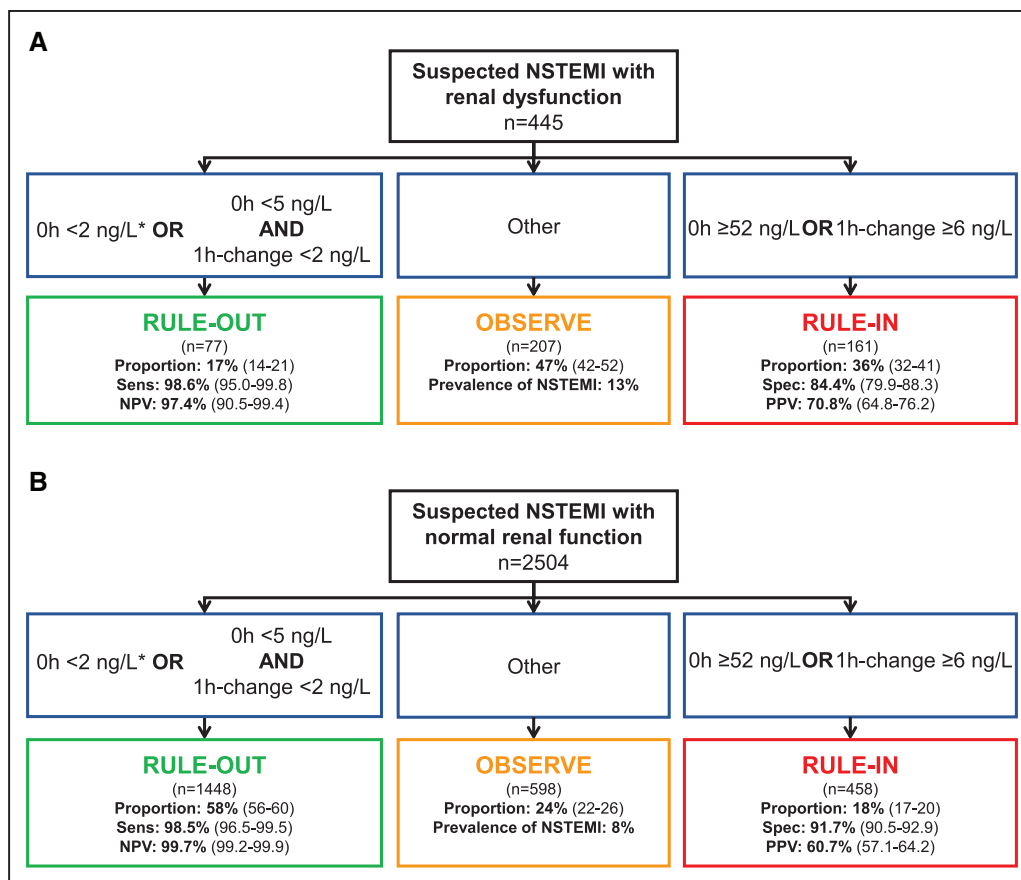 A
Suspected NSTEMI with
renal dysfunction
n=445
0h <2 ng/L* OR
0h <5 ng/L
AND
1h-change <2 ng/L
Other
0h ≥52 ng/L OR 1h-change ≥6 ng/L
RULE-OUT
(n=77)
Proportion: 17% (14-21)
Sens: 98.6% (95.0-99.8)
NPV: 97.4% (90.5-99.4)
OBSERVE
(n=207)
Proportion: 47% (42-52)
Prevalence of NSTEMI: 13%
RULE-IN
(n=161)
Proportion: 36% (32-41)
Spec: 84.4% (79.9-88.3)
PPV: 70.8% (64.8-76.2)
B
Suspected NSTEMI with
normal renal function
n=2504
0h <2 ng/L* OR
0h <5 ng/L
AND
1h-change <2 ng/L
Other
0h ≥52 ng/L OR 1h-change ≥6 ng/L
RULE-OUT
(n=1448)
Proportion: 58% (56-60)
Sens: 98.5% (96.5-99.5)
NPV: 99.7% (99.2-99.9)
OBSERVE
(n=598)
Proportion: 24% (22-26)
Prevalence of NSTEMI: 8%
RULE-IN
(n=458)
Proportion: 18% (17-20)
Spec: 91.7% (90.5-92.9)
PPV: 60.7% (57.1-64.2)